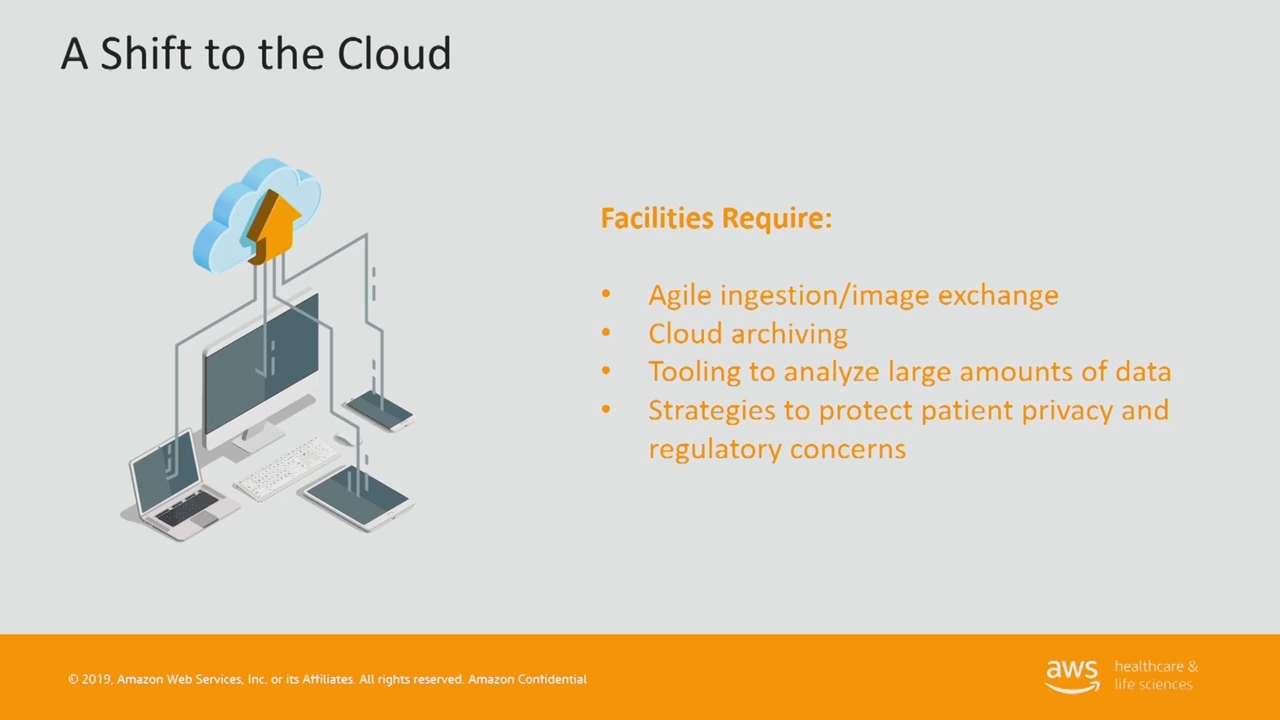 A Shift to the Cloud
Facilities Require:
• Agile ingestion/image exchange
• Cloud archiving
• Tooling to analyze large amounts of data
• Strategies to protect patient privacy and
regulatory concerns
© 2019, Amazon Web Services, Inc. or its Affiliates. All rights reserved. Amazon Confidential
aws healthcare &
life sciences